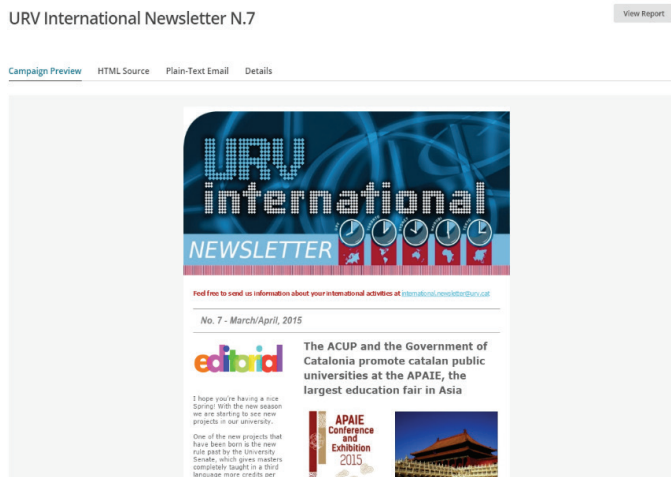 URV International Newsletter N.7
View Report
Campaign Preview
HTML Source
Plain-Text Email
Details
URV
international
NEWSLETTER
Feel free to send us information about your international activities at international.newsletter@urv.cat
No. 7 - March/April, 2015
editorial
The ACUP and the Government of
Catalonia promote catalan public
universities at the APAIE, the
largest education fair in Asia
I hope you're having a nice
Spring! With the new season
we are starting to see new
projects in our university.
One of the new projects that
have been born is the new
rule past by the University
Senate, which gives masters
completely taught in a third
language more credits per
APAIE
Conference
and
Exhibition
2015